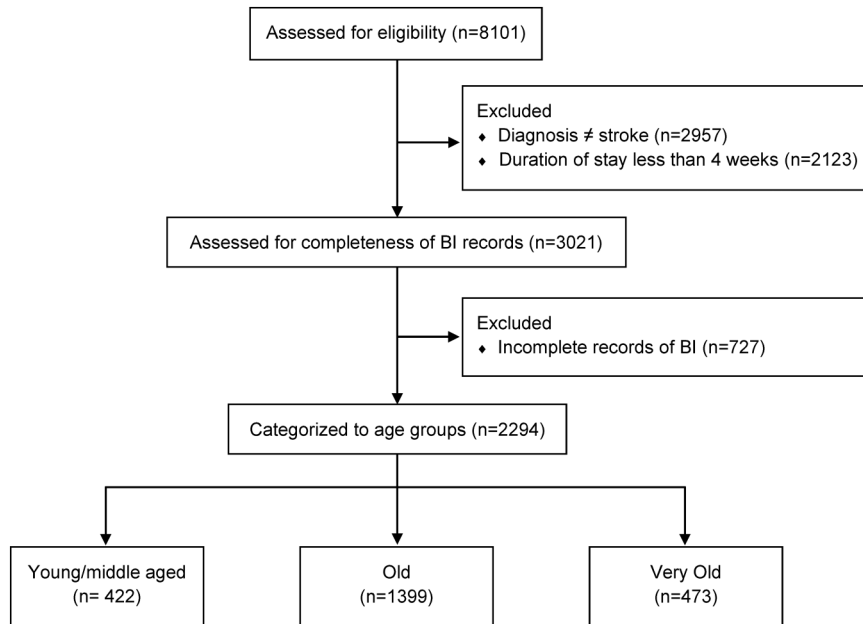 Assessed for eligibility (n=8101)
Excluded
♦ Diagnosis ≠ stroke (n=2957)
♦ Duration of stay less than 4 weeks (n=2123)
Assessed for completeness of BI records (n=3021)
Excluded
♦ Incomplete records of BI (n=727)
Categorized to age groups (n=2294)
Young/middle aged
(n= 422)
Old
(n=1399)
Very Old
(n=473)